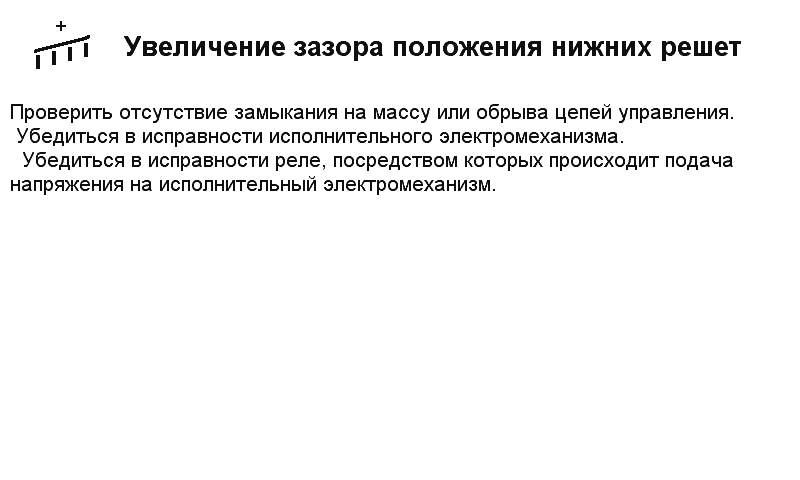 +
Увеличение зазора положения нижних решет
Проверить отсутствие замыкания на массу или обрыва цепей управления.
Убедиться в исправности исполнительного электромеханизма.
Убедиться в исправности реле, посредством которых происходит подача
напряжения на исполнительный электромеханизм.